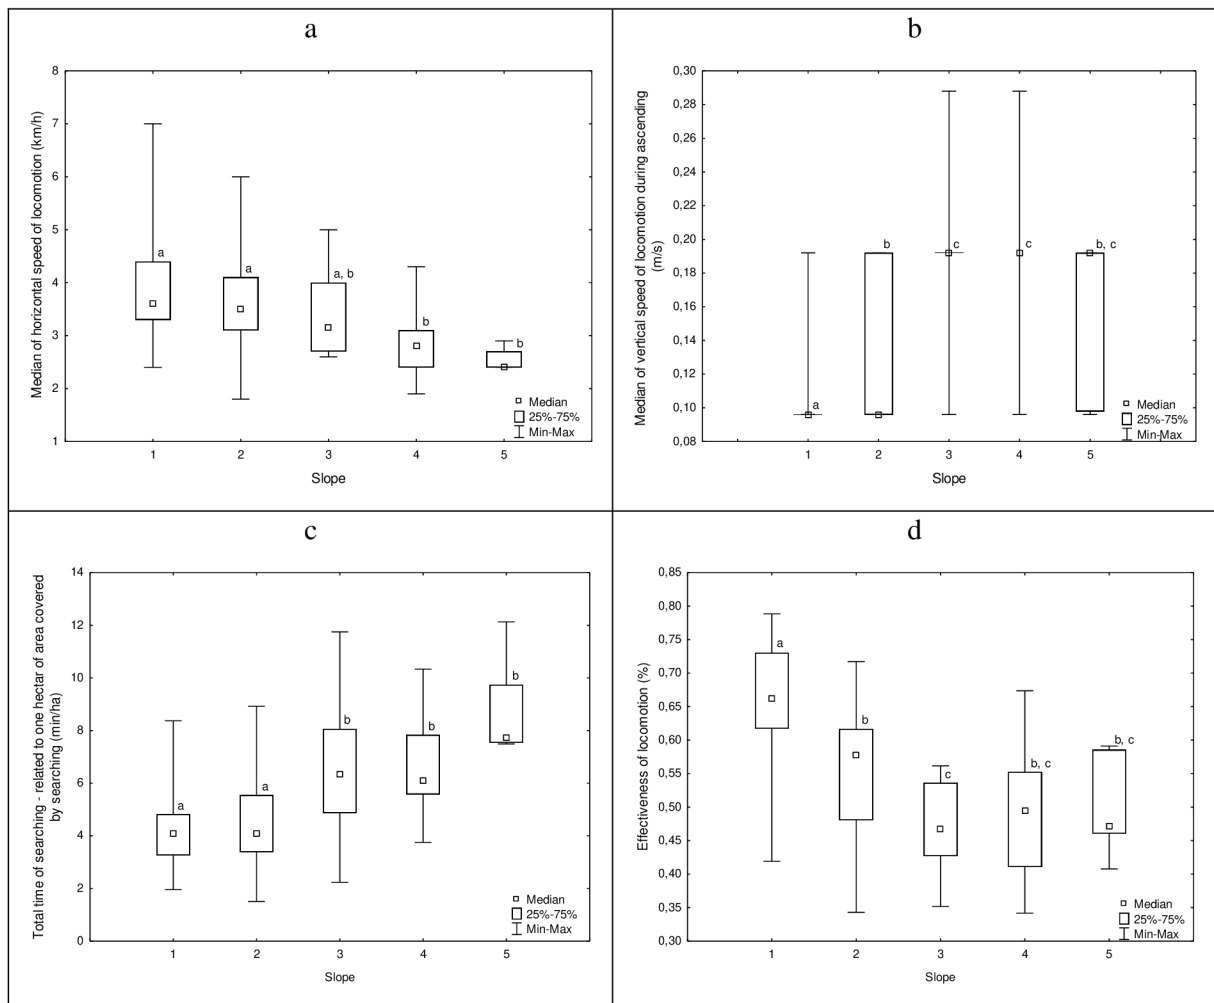 a
Median of horizontal speed of locomotion (km/h)
8
7
6
5
4
3
2
1
a
a
a, b
b
b
Median
25%-75%
Min-Max
1 2 3 4 5
Slope
b
Median of vertical speed of locomotion during ascending
(m/s)
0,30
0,28
0,26
0,24
0,22
0,20
0,18
0,16
0,14
0,12
0,10
0,08
a
b
c
c
b, c
Median
25%-75%
Min-Max
1 2 3 4 5
Slope
c
Total time of searching - related to one hectar of area covered
by searching (min/ha)
14
12
10
8
6
4
2
0
a
a
b
b
b
Median
25%-75%
Min-Max
1 2 3 4 5
Slope
d
Effectiveness of locomotion (%)
0,85
0,80
0,75
0,70
0,65
0,60
0,55
0,50
0,45
0,40
0,35
0,30
a
b
c
b, c
b, c
Median
25%-75%
Min-Max
1 2 3 4 5
Slope